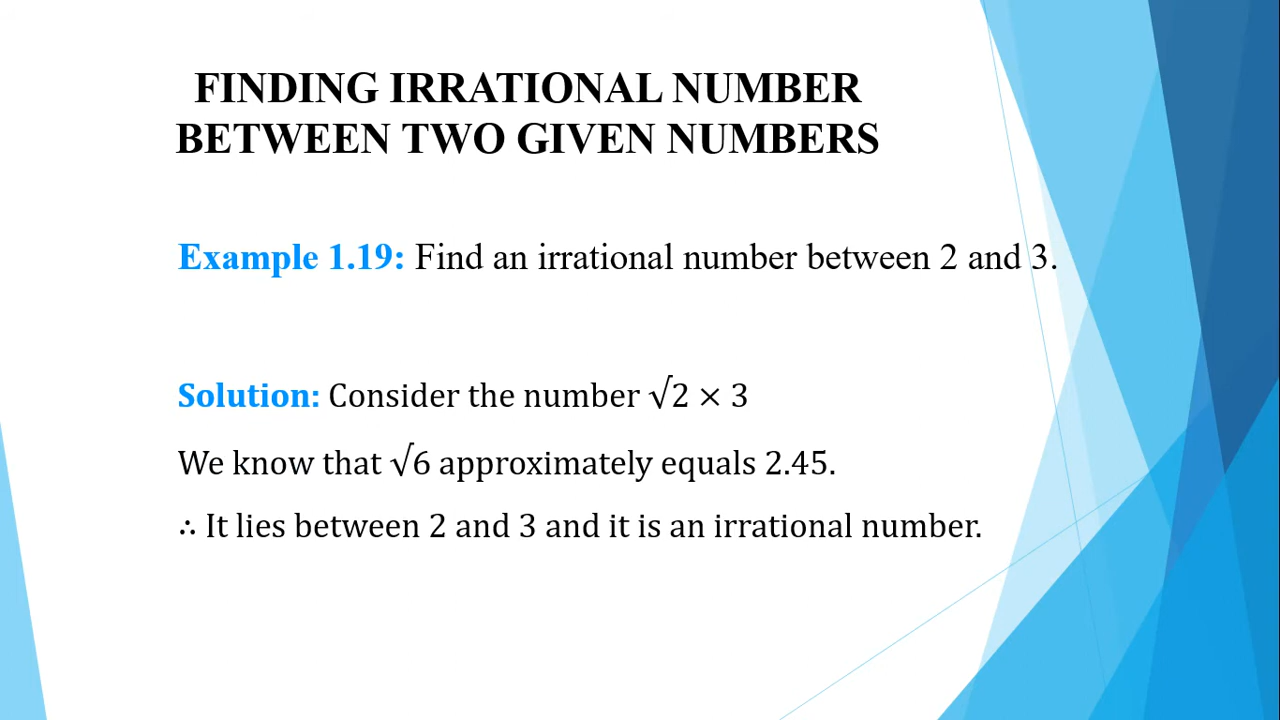 FINDING IRRATIONAL NUMBER
BETWEEN TWO GIVEN NUMBERS
Example 1.19: Find an irrational number between 2 and 3.
Solution: Consider the number √2 × 3
We know that √6 approximately equals 2.45.
∴ It lies between 2 and 3 and it is an irrational number.